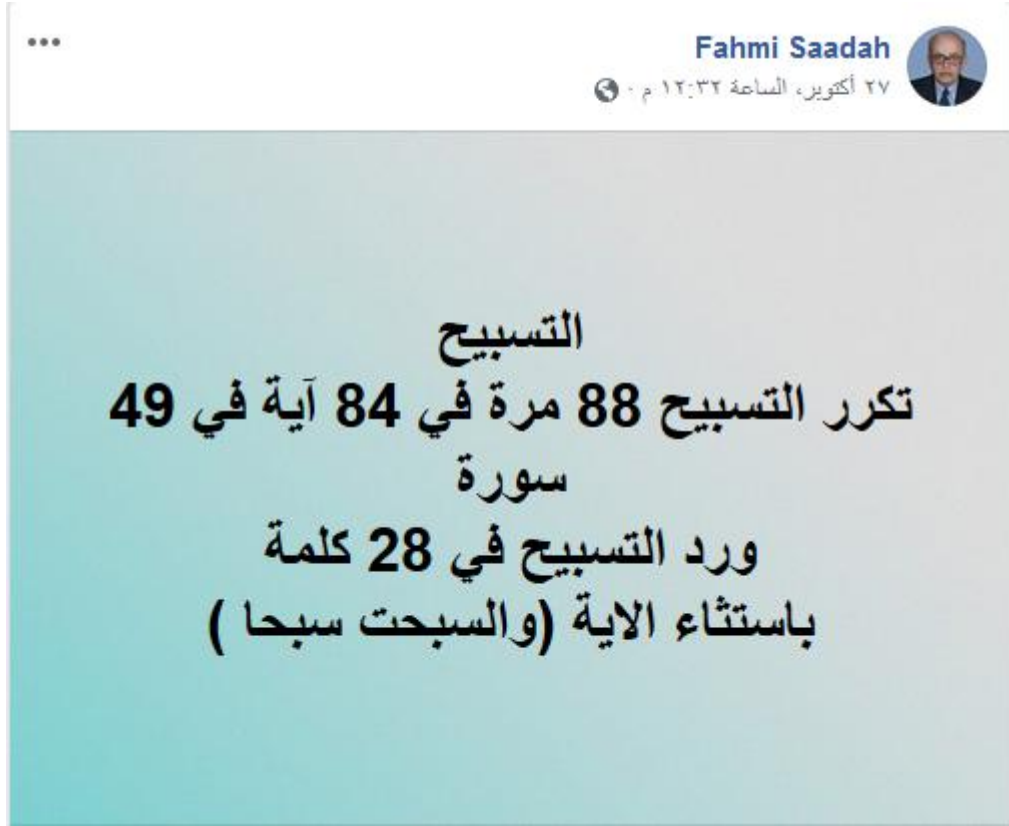 Fahmi Saadah
٢٧ أكتوبر، الساعة ١٢:٣٢ م ·
التسبيح
تكرر التسبيح 88 مرة في 84 آية في 49
سورة
ورد التسبيح في 28 كلمة
باستثناء الاية (والسبحت سبحا )